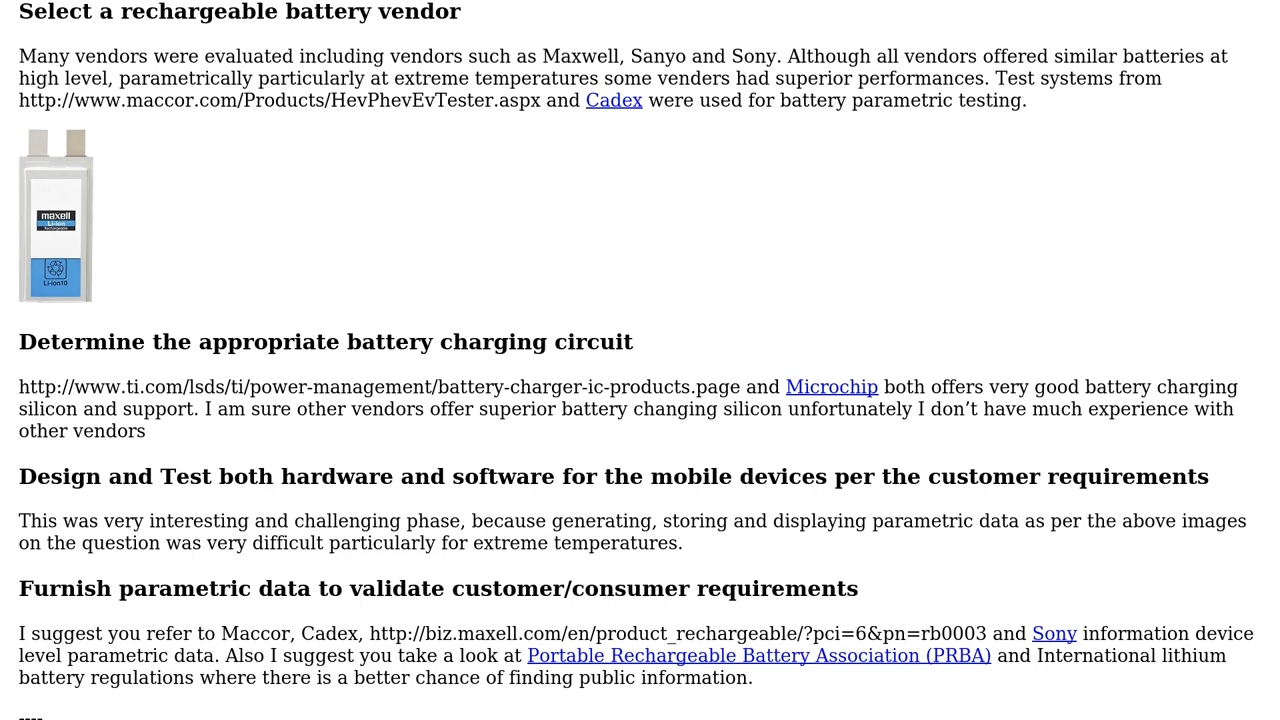 Select a rechargeable battery vendor
Many vendors were evaluated including vendors such as Maxwell, Sanyo and Sony. Although all vendors offered similar batteries at
high level, parametrically particularly at extreme temperatures some venders had superior performances. Test systems from
http://www.maccor.com/Products/HevPhevEvTester.aspx and Cadex were used for battery parametric testing.
maxell
Li-ion
Rechargeable
Li-ion10
Determine the appropriate battery charging circuit
http://www.ti.com/lsds/ti/power-management/battery-charger-ic-products.page and Microchip both offers very good battery charging
silicon and support. I am sure other vendors offer superior battery changing silicon unfortunately I don’t have much experience with
other vendors
Design and Test both hardware and software for the mobile devices per the customer requirements
This was very interesting and challenging phase, because generating, storing and displaying parametric data as per the above images
on the question was very difficult particularly for extreme temperatures.
Furnish parametric data to validate customer/consumer requirements
I suggest you refer to Maccor, Cadex, http://biz.maxell.com/en/product_rechargeable/?pci=6&pn=rb0003 and Sony information device
level parametric data. Also I suggest you take a look at Portable Rechargeable Battery Association (PRBA) and International lithium
battery regulations where there is a better chance of finding public information.
----